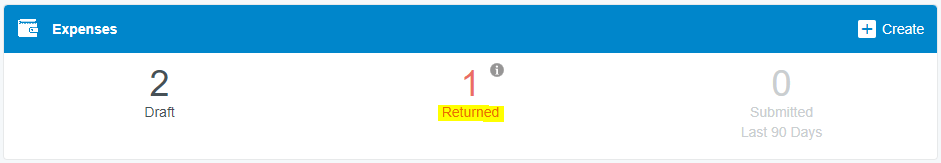 Expenses
Create
2
Draft
1
Returned
0
Submitted
Last 90 Days